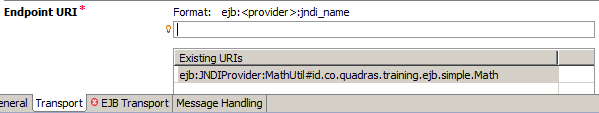 Endpoint URI* Format: ejb:<provider>:jndi_name
Existing URIs
ejb:JNDIProvider:MathUtil#id.co.quadras.training.ejb.simple.Math
eneral Transport EJB Transport Message Handling